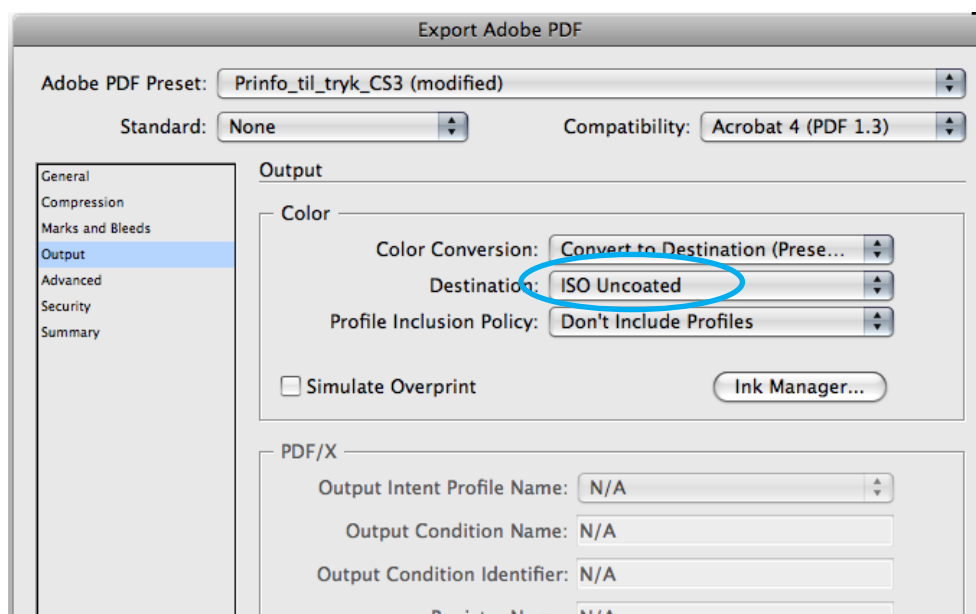 Export Adobe PDF
Adobe PDF Preset: Prinfo_til_tryk_CS3 (modified)
Standard: None Compatibility: Acrobat 4 (PDF 1.3)
General
Compression
Marks and Bleeds
Output
Advanced
Security
Summary
Output
Color
Color Conversion: Convert to Destination (Prese...
Destination: ISO Uncoated
Profile Inclusion Policy: Don't Include Profiles
Simulate Overprint Ink Manager...
PDF/X
Output Intent Profile Name: N/A
Output Condition Name: N/A
Output Condition Identifier: N/A
N/A